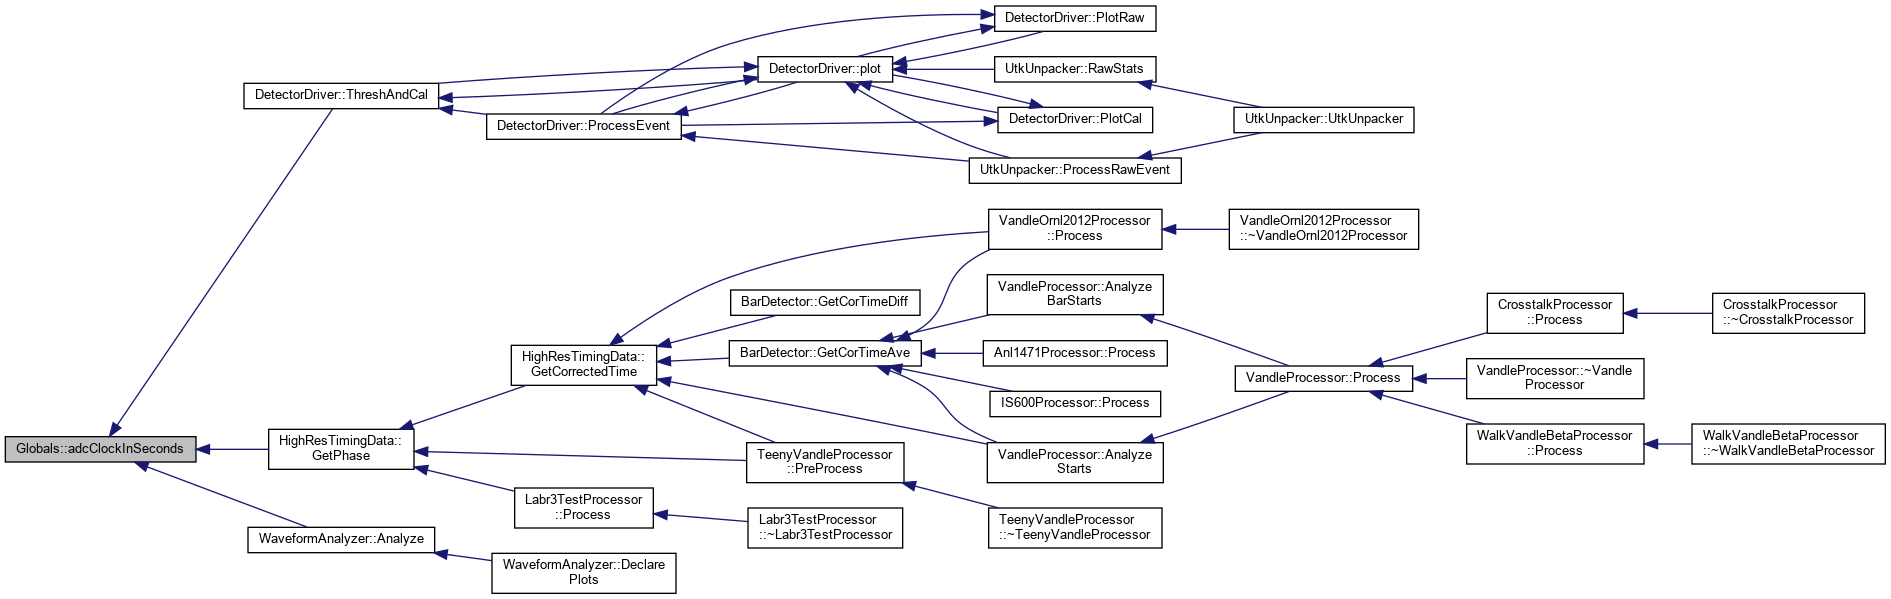 DetectorDriver::PlotRaw
DetectorDriver::plot
UtkUnpacker::RawStats
DetectorDriver::ThreshAndCal
DetectorDriver::ProcessEvent
DetectorDriver::PlotCal
UtkUnpacker::UtkUnpacker
UtkUnpacker::ProcessRawEvent
VandleOrnl2012Processor
::Process
VandleOrnl2012Processor
::~VandleOrnl2012Processor
BarDetector::GetCorTimeDiff
VandleProcessor::Analyze
BarStarts
CrosstalkProcessor
::Process
CrosstalkProcessor
::~CrosstalkProcessor
HighResTimingData::
GetCorrectedTime
BarDetector::GetCorTimeAve
Anl1471Processor::Process
VandleProcessor::Process
VandleProcessor::~Vandle
Processor
IS600Processor::Process
Globals::adcClockInSeconds
HighResTimingData::
GetPhase
TeenyVandleProcessor
::PreProcess
VandleProcessor::Analyze
Starts
WalkVandleBetaProcessor
::Process
WalkVandleBetaProcessor
::~WalkVandleBetaProcessor
Labr3TestProcessor
::Process
Labr3TestProcessor
::~Labr3TestProcessor
TeenyVandleProcessor
::~TeenyVandleProcessor
WaveformAnalyzer::Analyze
WaveformAnalyzer::Declare
Plots